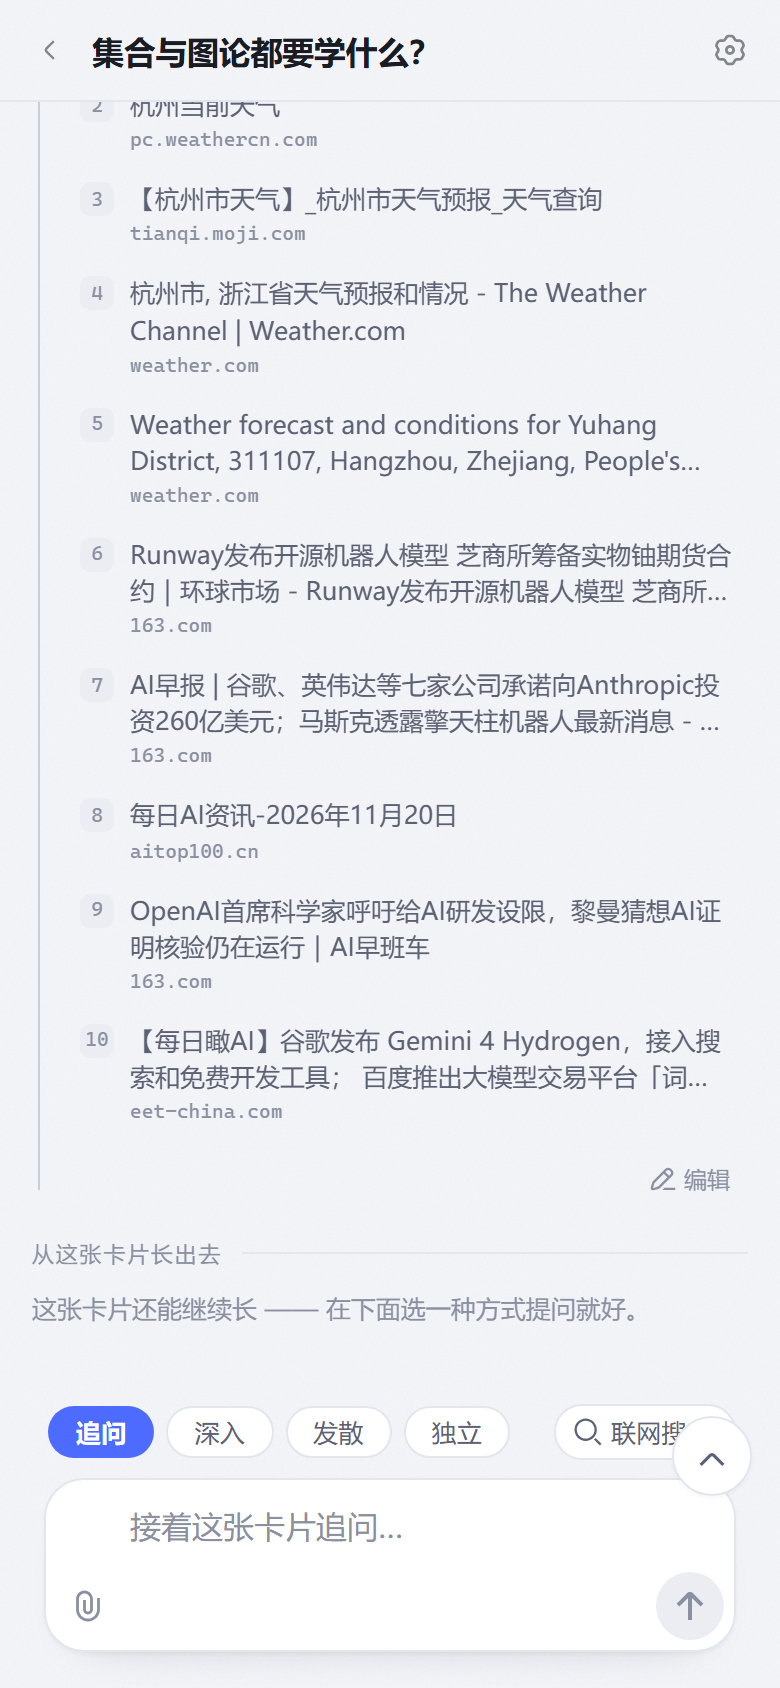 集合与图论都要学什么？
2
杭州当前天气
pc.weathercn.com
3
【杭州市天气】_杭州市天气预报_天气查询
tianqi.moji.com
4
杭州市, 浙江省天气预报和情况 - The Weather
Channel | Weather.com
weather.com
5
Weather forecast and conditions for Yuhang
District, 311107, Hangzhou, Zhejiang, People's...
weather.com
6
Runway发布开源机器人模型 芝商所筹备实物铀期货合
约 | 环球市场 - Runway发布开源机器人模型 芝商所...
163.com
7
AI早报 | 谷歌、英伟达等七家公司承诺向Anthropic投
资260亿美元；马斯克透露擎天柱机器人最新消息 - ...
163.com
8
每日AI资讯-2026年11月20日
aitop100.cn
9
OpenAI首席科学家呼吁给AI研发设限，黎曼猜想AI证
明核验仍在运行 | AI早班车
163.com
10
【每日瞰AI】谷歌发布 Gemini 4 Hydrogen，接入搜
索和免费开发工具； 百度推出大模型交易平台「词...
eet-china.com
编辑
从这张卡片长出去
这张卡片还能继续长 —— 在下面选一种方式提问就好。
追问
深入
发散
独立
联网搜
接着这张卡片追问...